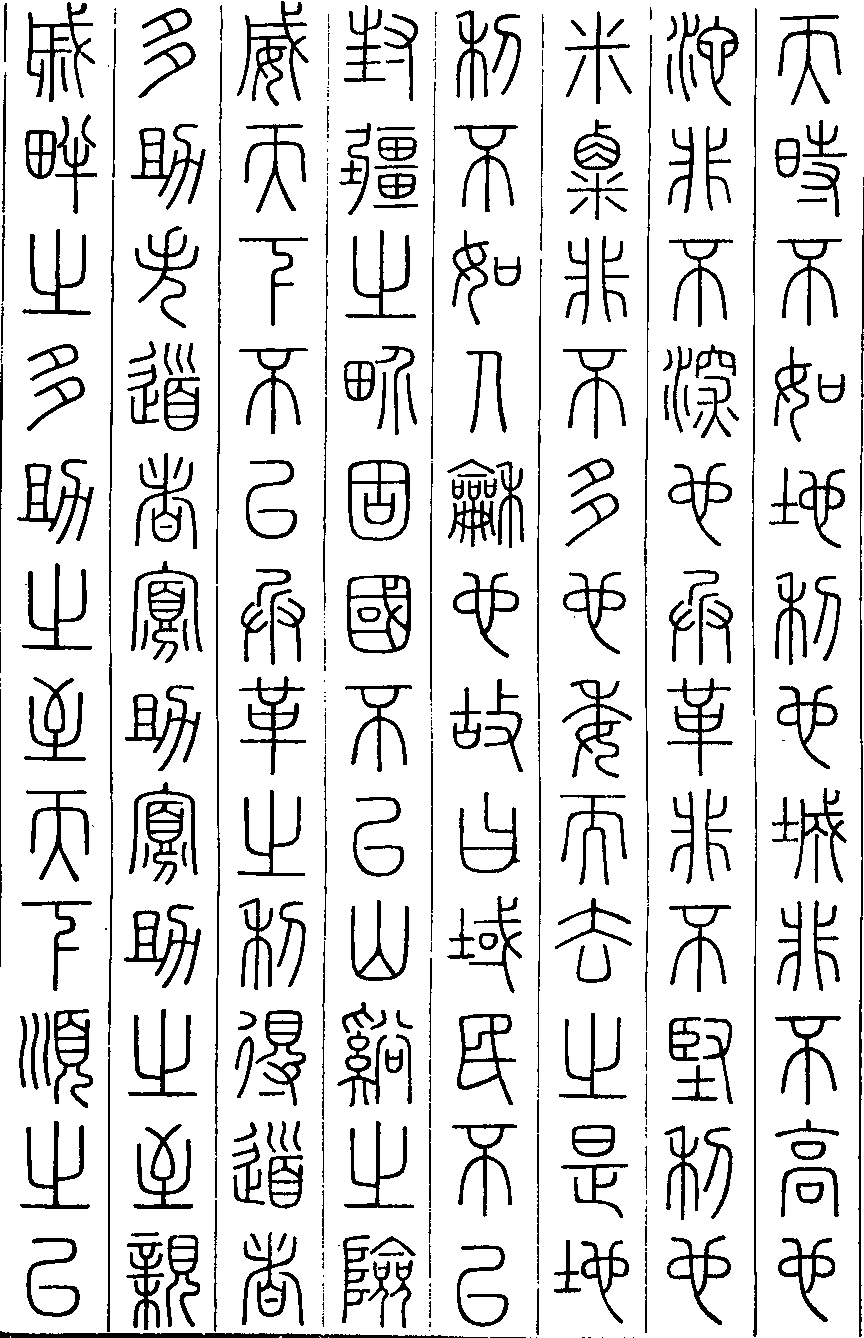 天時不如地利也城非不高也
池非不深也兵革非不堅利也
米粟非不多也委而去之是地
利不如人龢也故曰域民不以
封疆之界固國不以山谿之險
威天下不以兵革之利得道者
多助失道者寡助寡助之至親
戚畔之多助之至天下順之以